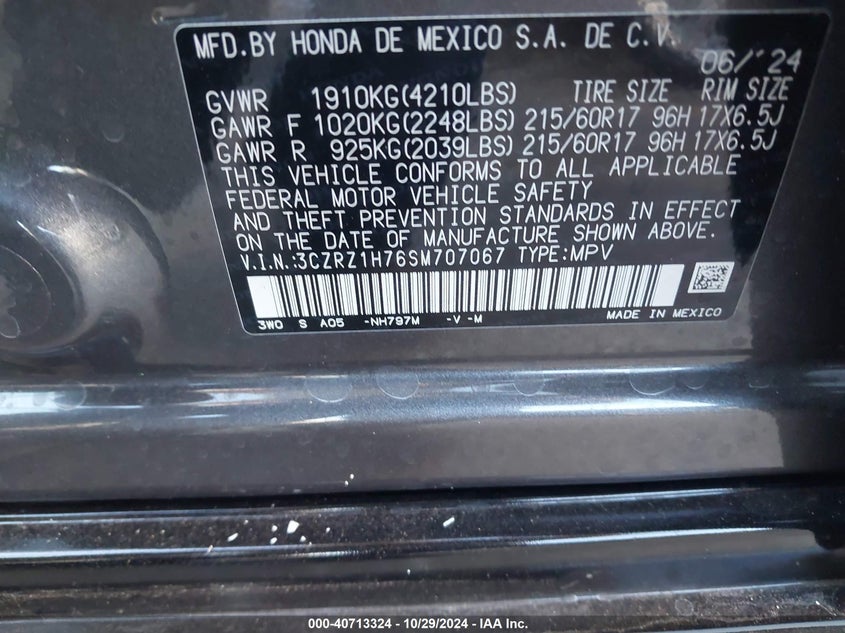 MFD.BY HONDA DE MEXICO S.A. DE C.V.
06/'24
GVWR 1910KG(4210LBS) TIRE SIZE RIM SIZE
GAWR F 1020KG(2248LBS) 215/60R17 96H 17X6.5J
GAWR R 925KG(2039LBS) 215/60R17 96H 17X6.5J
THIS VEHICLE CONFORMS TO ALL APPLICABLE
FEDERAL MOTOR VEHICLE SAFETY
AND THEFT PREVENTION STANDARDS IN EFFECT
ON THE DATE OF MANUFACTURE SHOWN ABOVE.
V.I.N.:3CZRZ1H76SM707067 TYPE:MPV
3W0 S A05 -NH797M -V -M MADE IN MEXICO
000-40713324 - 10/29/2024 - IAA Inc.